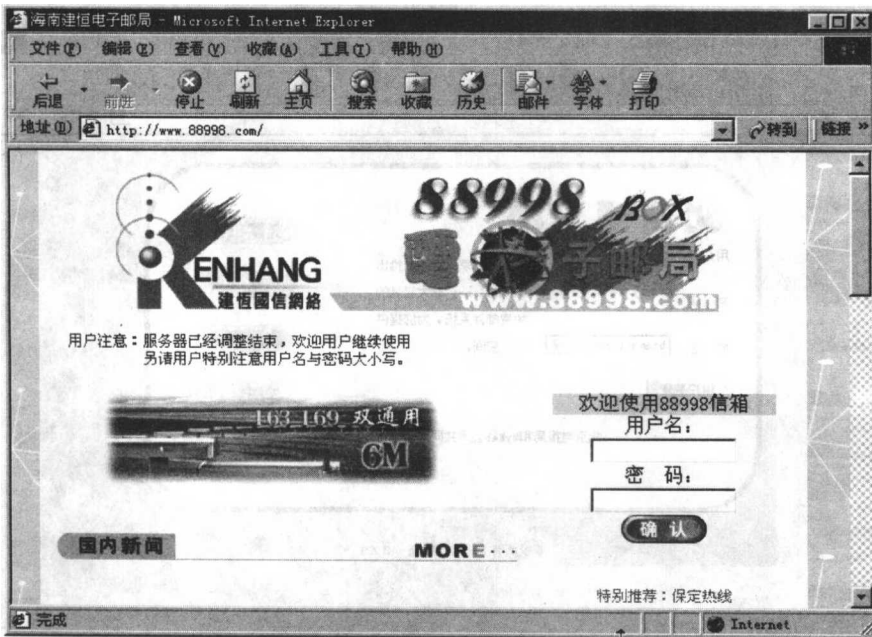 海南建恒电子邮局 - Microsoft Internet Explorer
文件(F) 编辑(E) 查看(V) 收藏(A) 工具(T) 帮助(H)
后退 前进 停止 刷新 主页 搜索 收藏 历史 邮件 字体 打印
地址(D) http://www.88998.com/ 转到 链接 »
88998 BOX
KENHANG
子邮局
建恆國信網絡
www.88998.com
用户注意：服务器已经调整结束，欢迎用户继续使用
另请用户特别注意用户名与密码大小写。
163 169 双通用
6M
欢迎使用88998信箱
用户名：
密 码：
确 认
国内新闻 MORE···
特别推荐：保定热线
完成 Internet